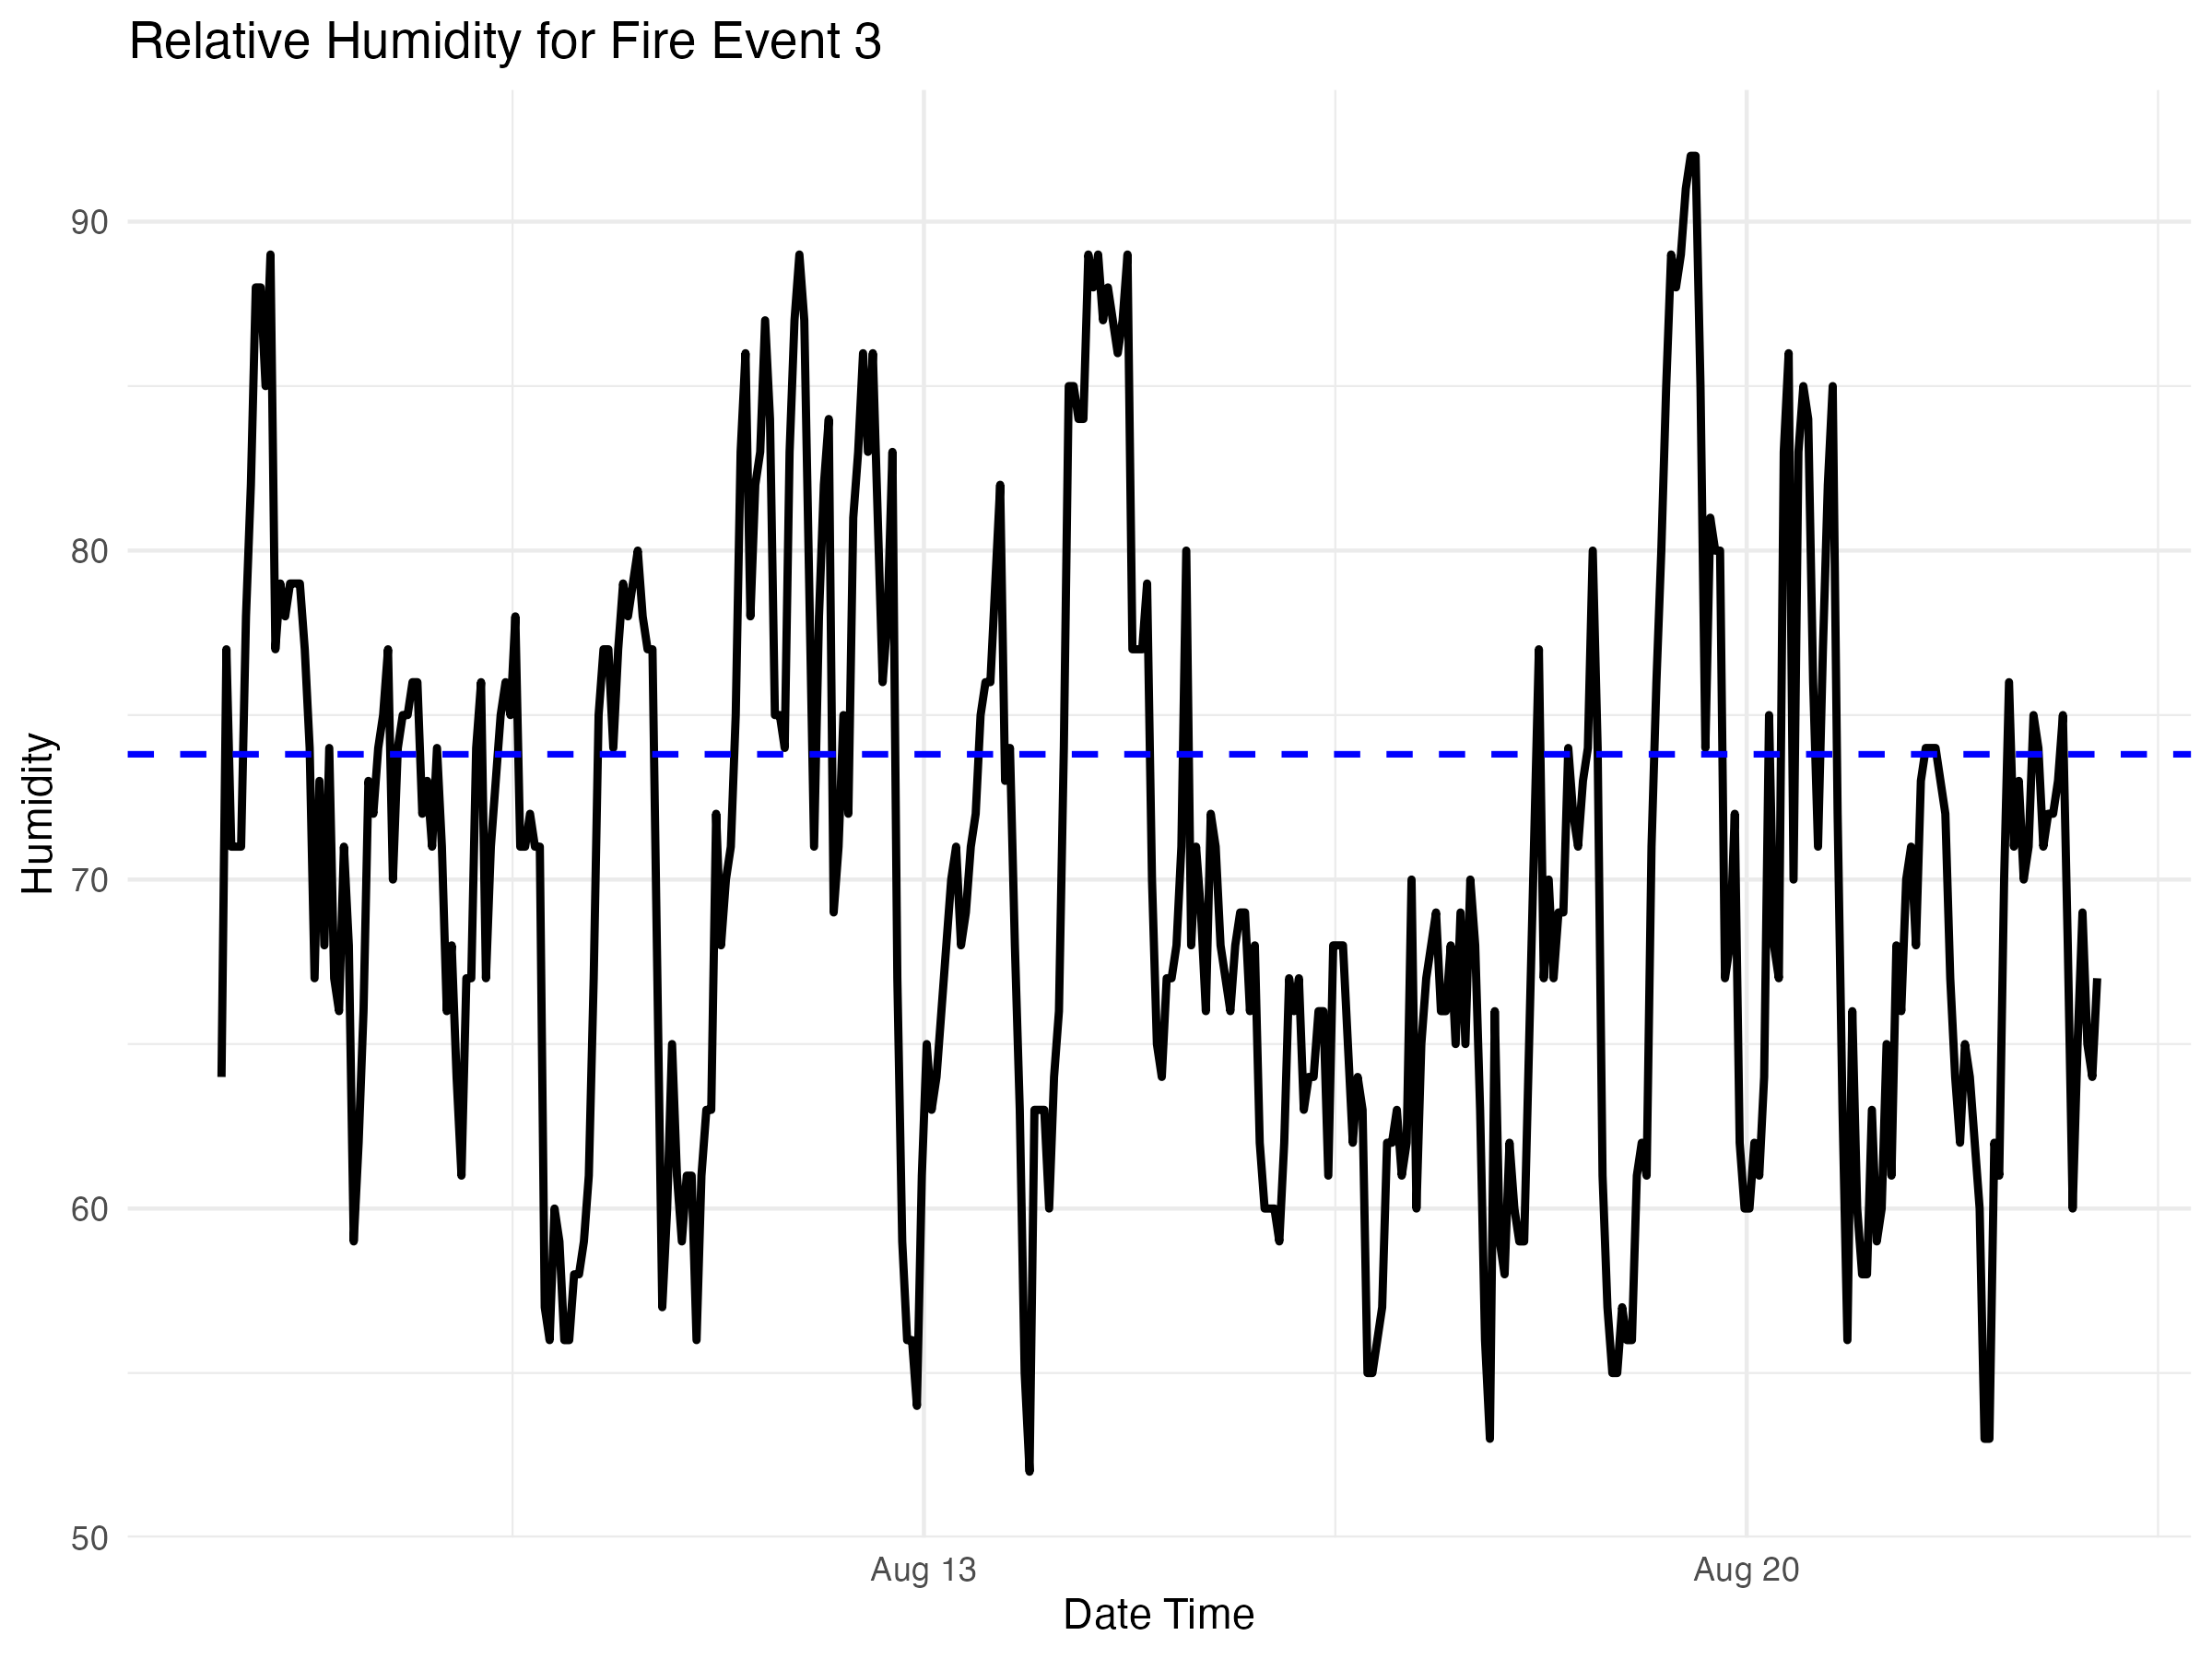 Relative Humidity for Fire Event 3
Humidity
90
80
70
60
50
Aug 13
Aug 20
Date Time